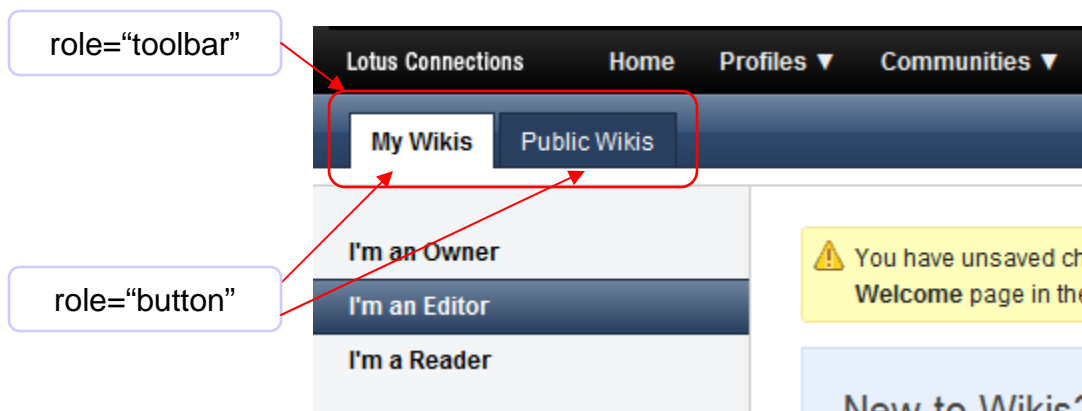 role=“toolbar”
Lotus Connections Home Profiles ▼ Communities ▼
My Wikis Public Wikis
I'm an Owner
You have unsaved
role=“button”
I'm an Editor
Welcome page in the
I'm a Reader
New to Wikis?